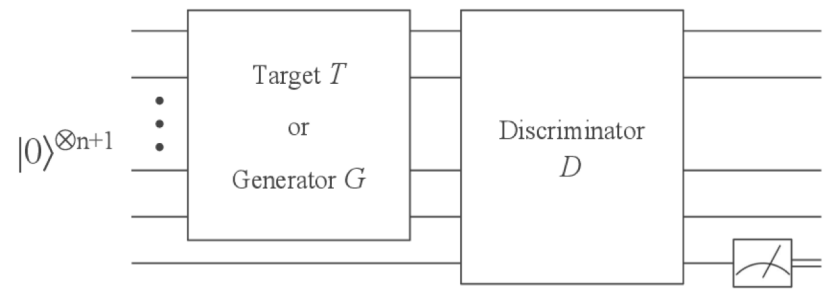 |0⟩⊗n+1
Target T
or
Generator G
Discriminator
D